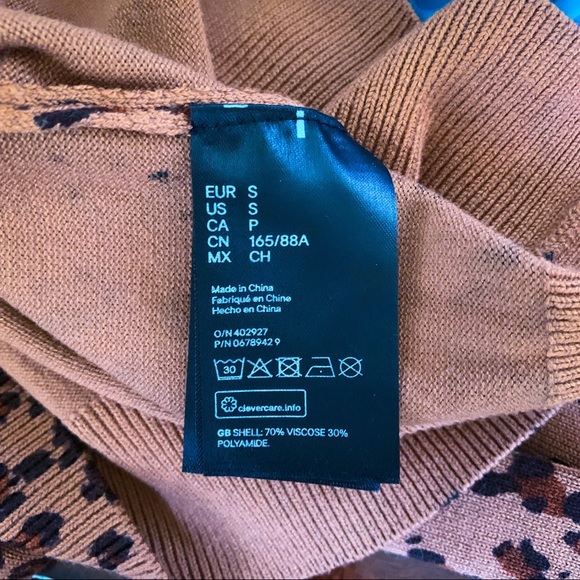 EUR S
US S
CA P
CN 165/88A
MX CH
Made in China
Fabriqué en Chine
Hecho en China
O/N 402927
P/N 0678942 9
30
clevercare.info
GB SHELL: 70% VISCOSE 30%
POLYAMIDE.